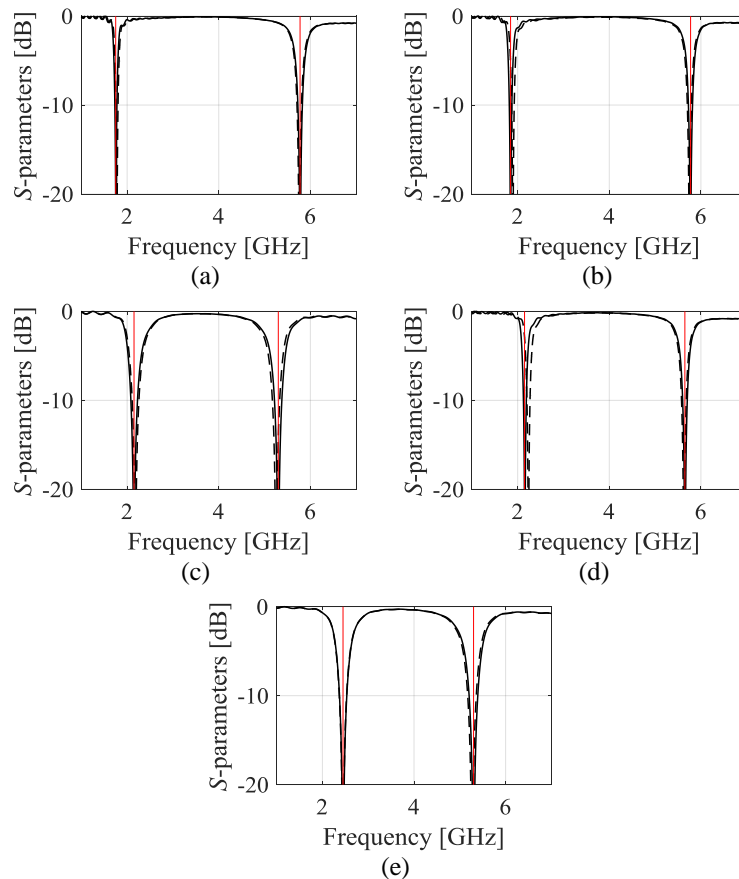 S-parameters [dB]
0
-10
-20
2 4 6
Frequency [GHz]
(a)
S-parameters [dB]
0
-10
-20
2 4 6
Frequency [GHz]
(b)
S-parameters [dB]
0
-10
-20
2 4 6
Frequency [GHz]
(c)
S-parameters [dB]
0
-10
-20
2 4 6
Frequency [GHz]
(d)
S-parameters [dB]
0
-10
-20
2 4 6
Frequency [GHz]
(e)